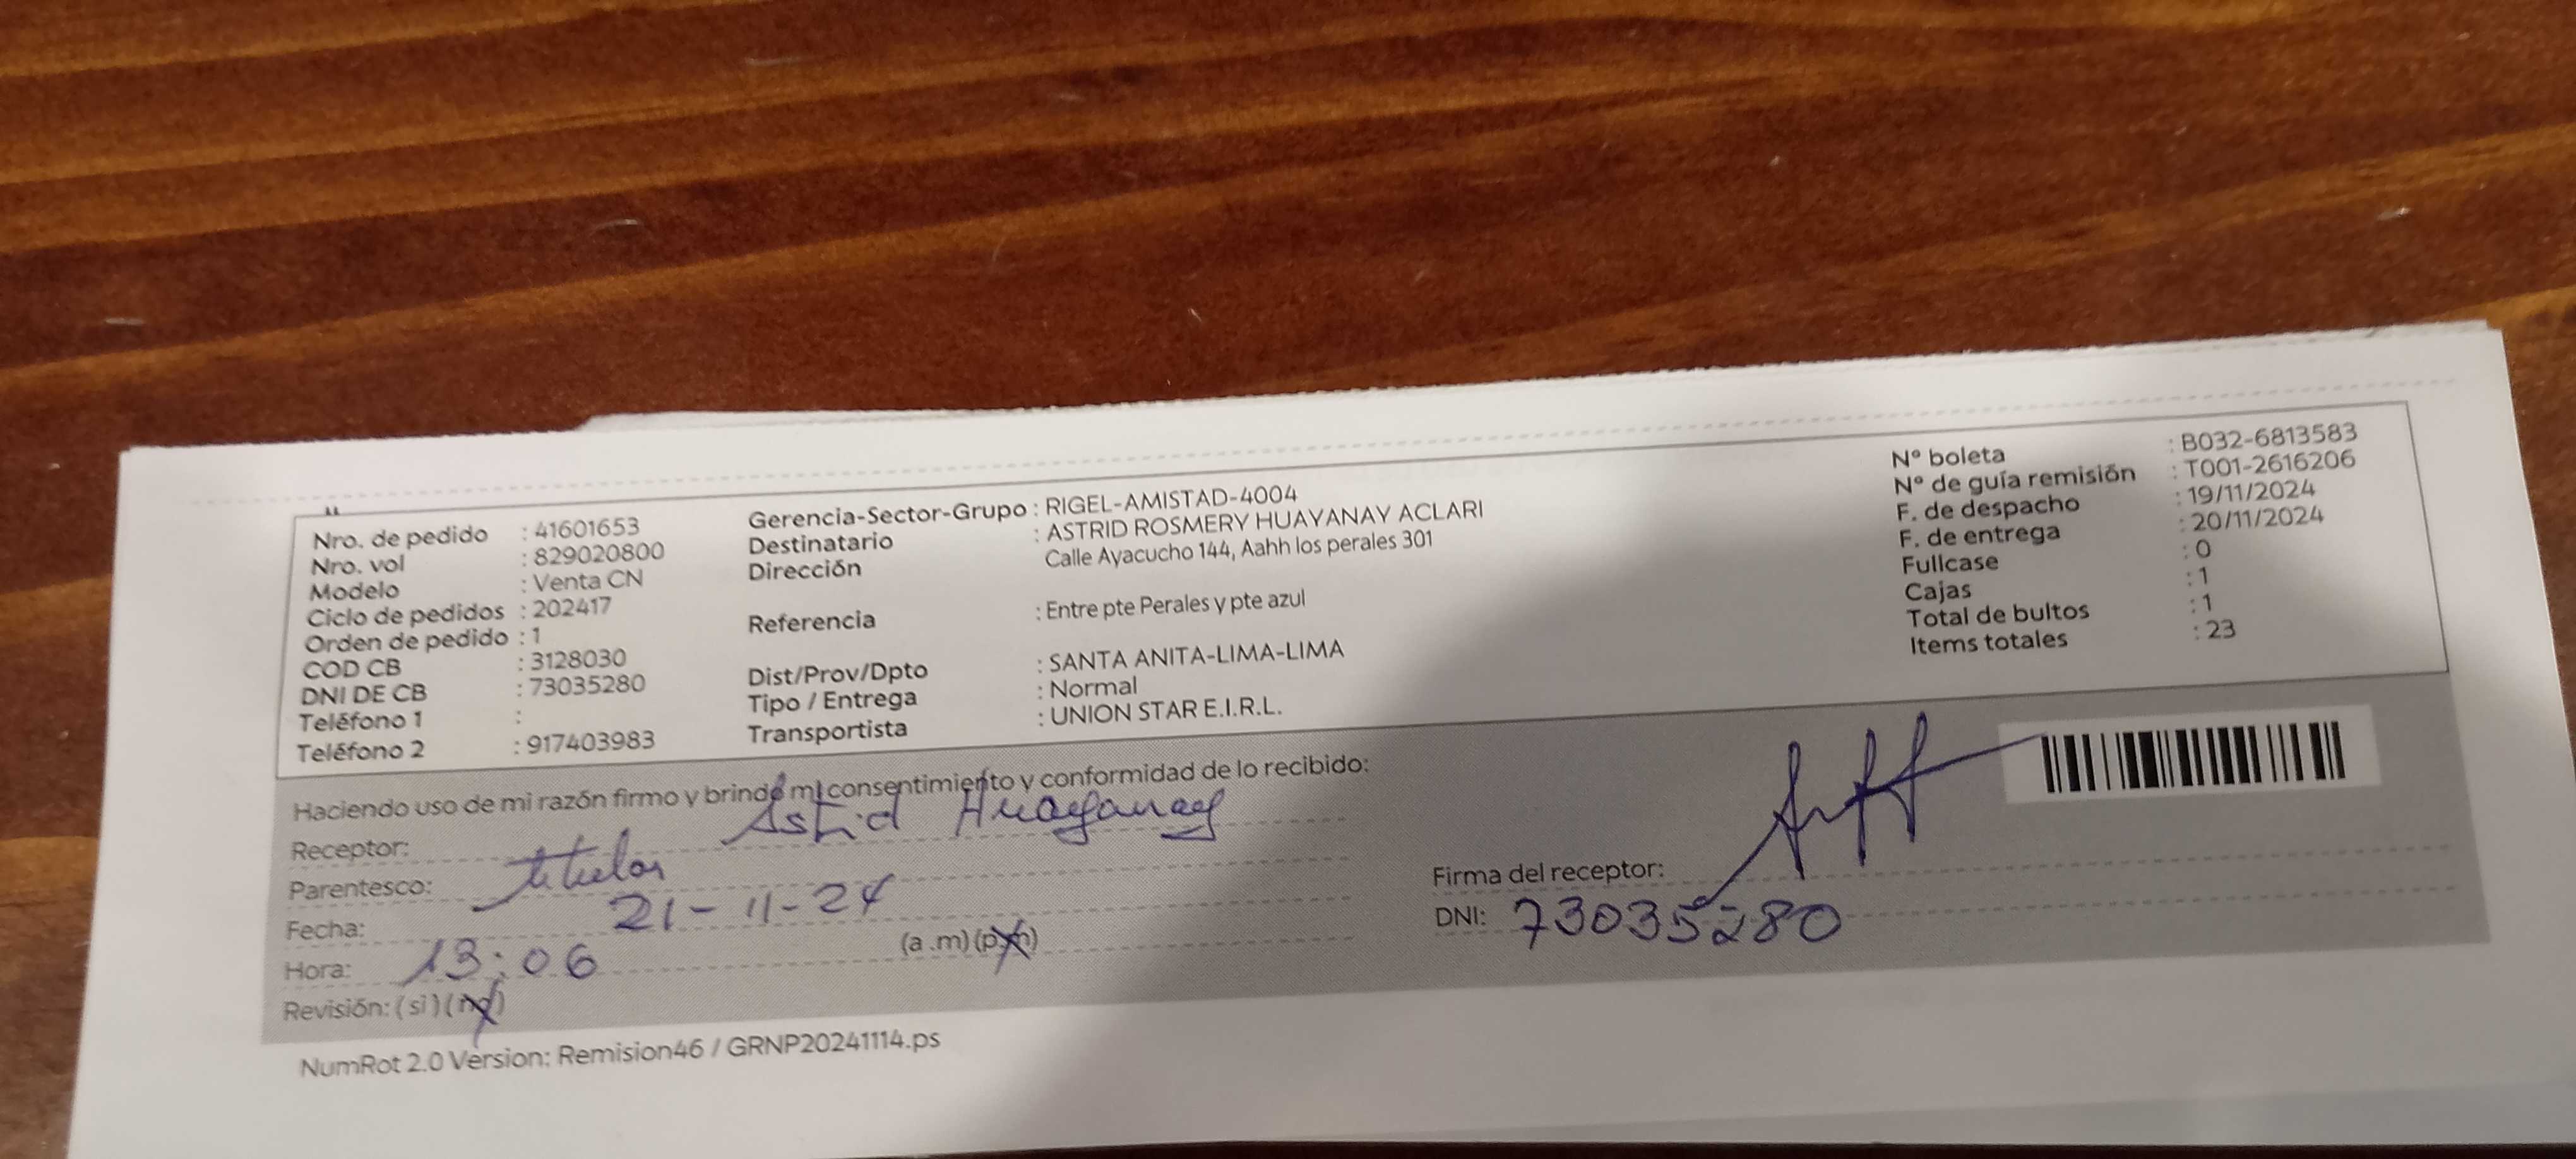 Nro. de pedido : 41601653
Nro. vol : 829020800
Modelo : Venta CN
Ciclo de pedidos : 202417
Orden de pedido : 1
COD CB : 3128030
DNI DE CB : 73035280
Teléfono 1 :
Teléfono 2 : 917403983
Gerencia-Sector-Grupo : RIGEL-AMISTAD-4004
Destinatario : ASTRID ROSMERY HUAYANAY ACLARI
Dirección Calle Ayacucho 144, Aahh los perales 301
Referencia : Entre pte Perales y pte azul
Dist/Prov/Dpto : SANTA ANITA-LIMA-LIMA
Tipo / Entrega : Normal
Transportista : UNION STAR E.I.R.L.
N° boleta : B032-6813583
N° de guía remisión : T001-2616206
F. de despacho : 19/11/2024
F. de entrega : 20/11/2024
Fullcase : 0
Cajas : 1
Total de bultos : 1
Items totales : 23
Haciendo uso de mi razón firmo y brindo mi consentimiento y conformidad de lo recibido:
Receptor: Astrid Huayanay
Parentesco: titular
Fecha: 21-11-24
Hora: 13:06 (a .m) (p.m)
Revisión: ( si ) ( no )
Firma del receptor:
DNI: 73035280
NumRot 2.0 Version: Remision46 / GRNP20241114.ps